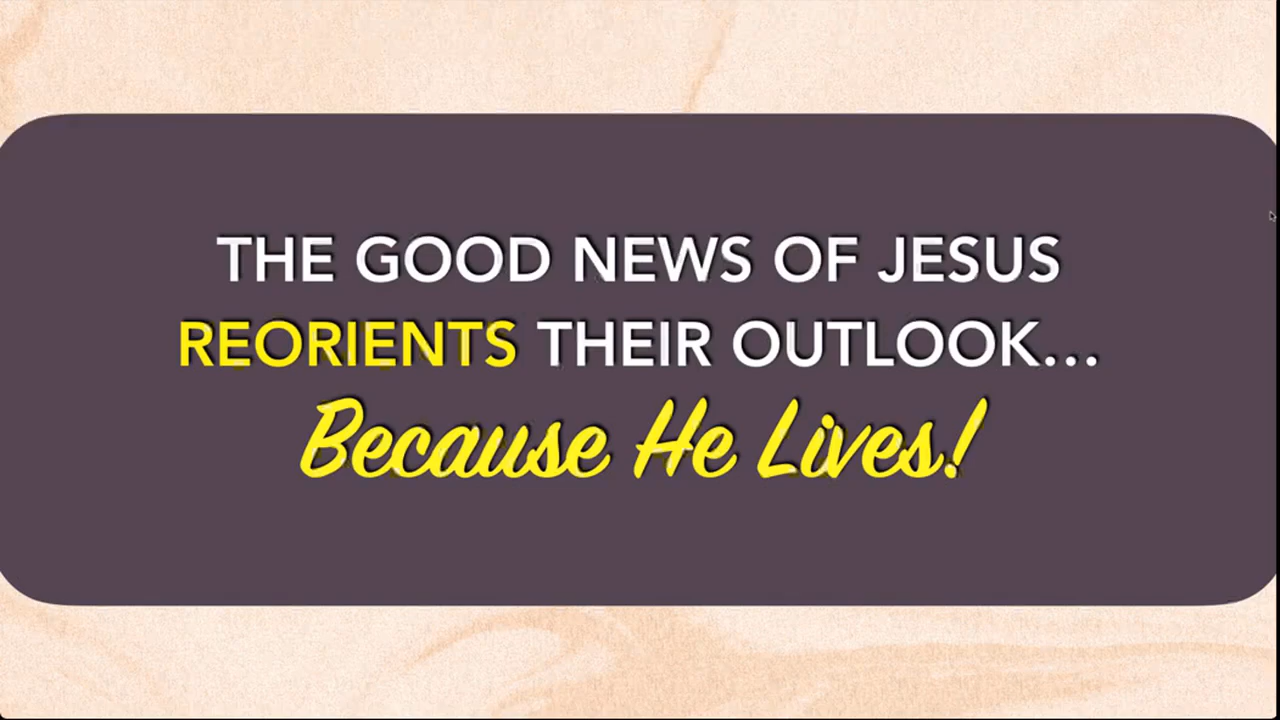 THE GOOD NEWS OF JESUS
REORIENTS THEIR OUTLOOK...
Because He Lives!